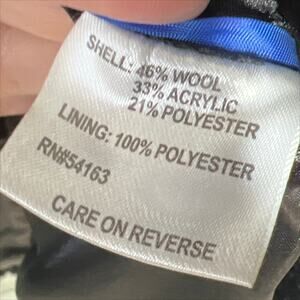 SHELL: 46% WOOL
33% ACRYLIC
21% POLYESTER
LINING: 100% POLYESTER
RN#54163
CARE ON REVERSE